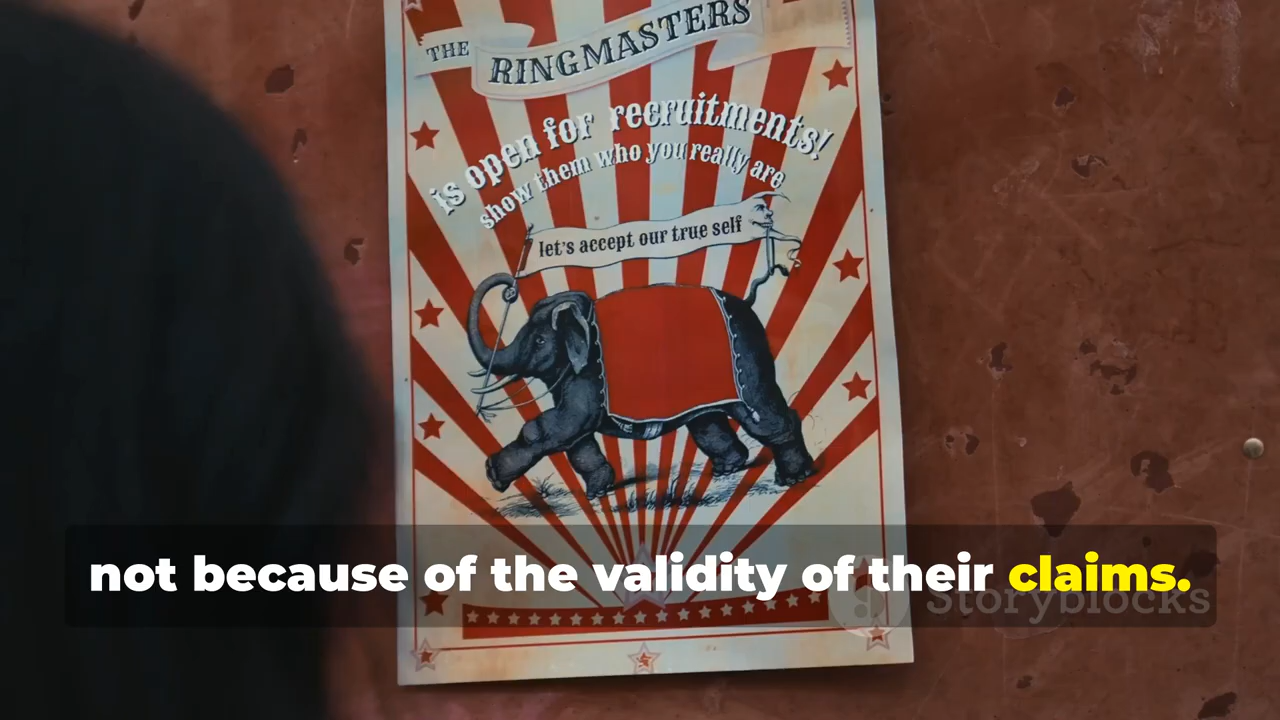 THE RINGMASTERS
is open for recruitments!
show them who you really are
let's accept our true self
not because of the validity of their claims.
Storyblocks